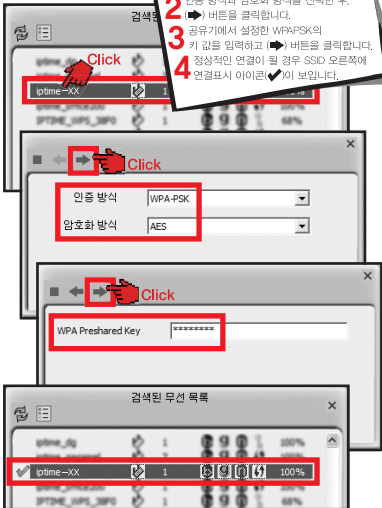 검색
2 인증 방식과 암호화 방식을 선택한 후,
(➡) 버튼을 클릭합니다.
3 공유기에서 설정한 WPAPSK의
키 값을 입력하고 (➡) 버튼을 클릭합니다.
4 정상적인 연결이 될 경우 SSID 오른쪽에
연결표시 아이콘(✔)이 보입니다.
Click
iptime-XX 1
IPTIME_WPS_38F0 1 68%
Click
인증 방식 WPA-PSK
암호화 방식 AES
Click
WPA Preshared Key ********
검색된 무선 목록
iptime_dg 1 b g n 100%
iptime-XX 1 b g n 100%
iptime_office200 100%
IPTIME_WPS_38F0 1 b g n 68%